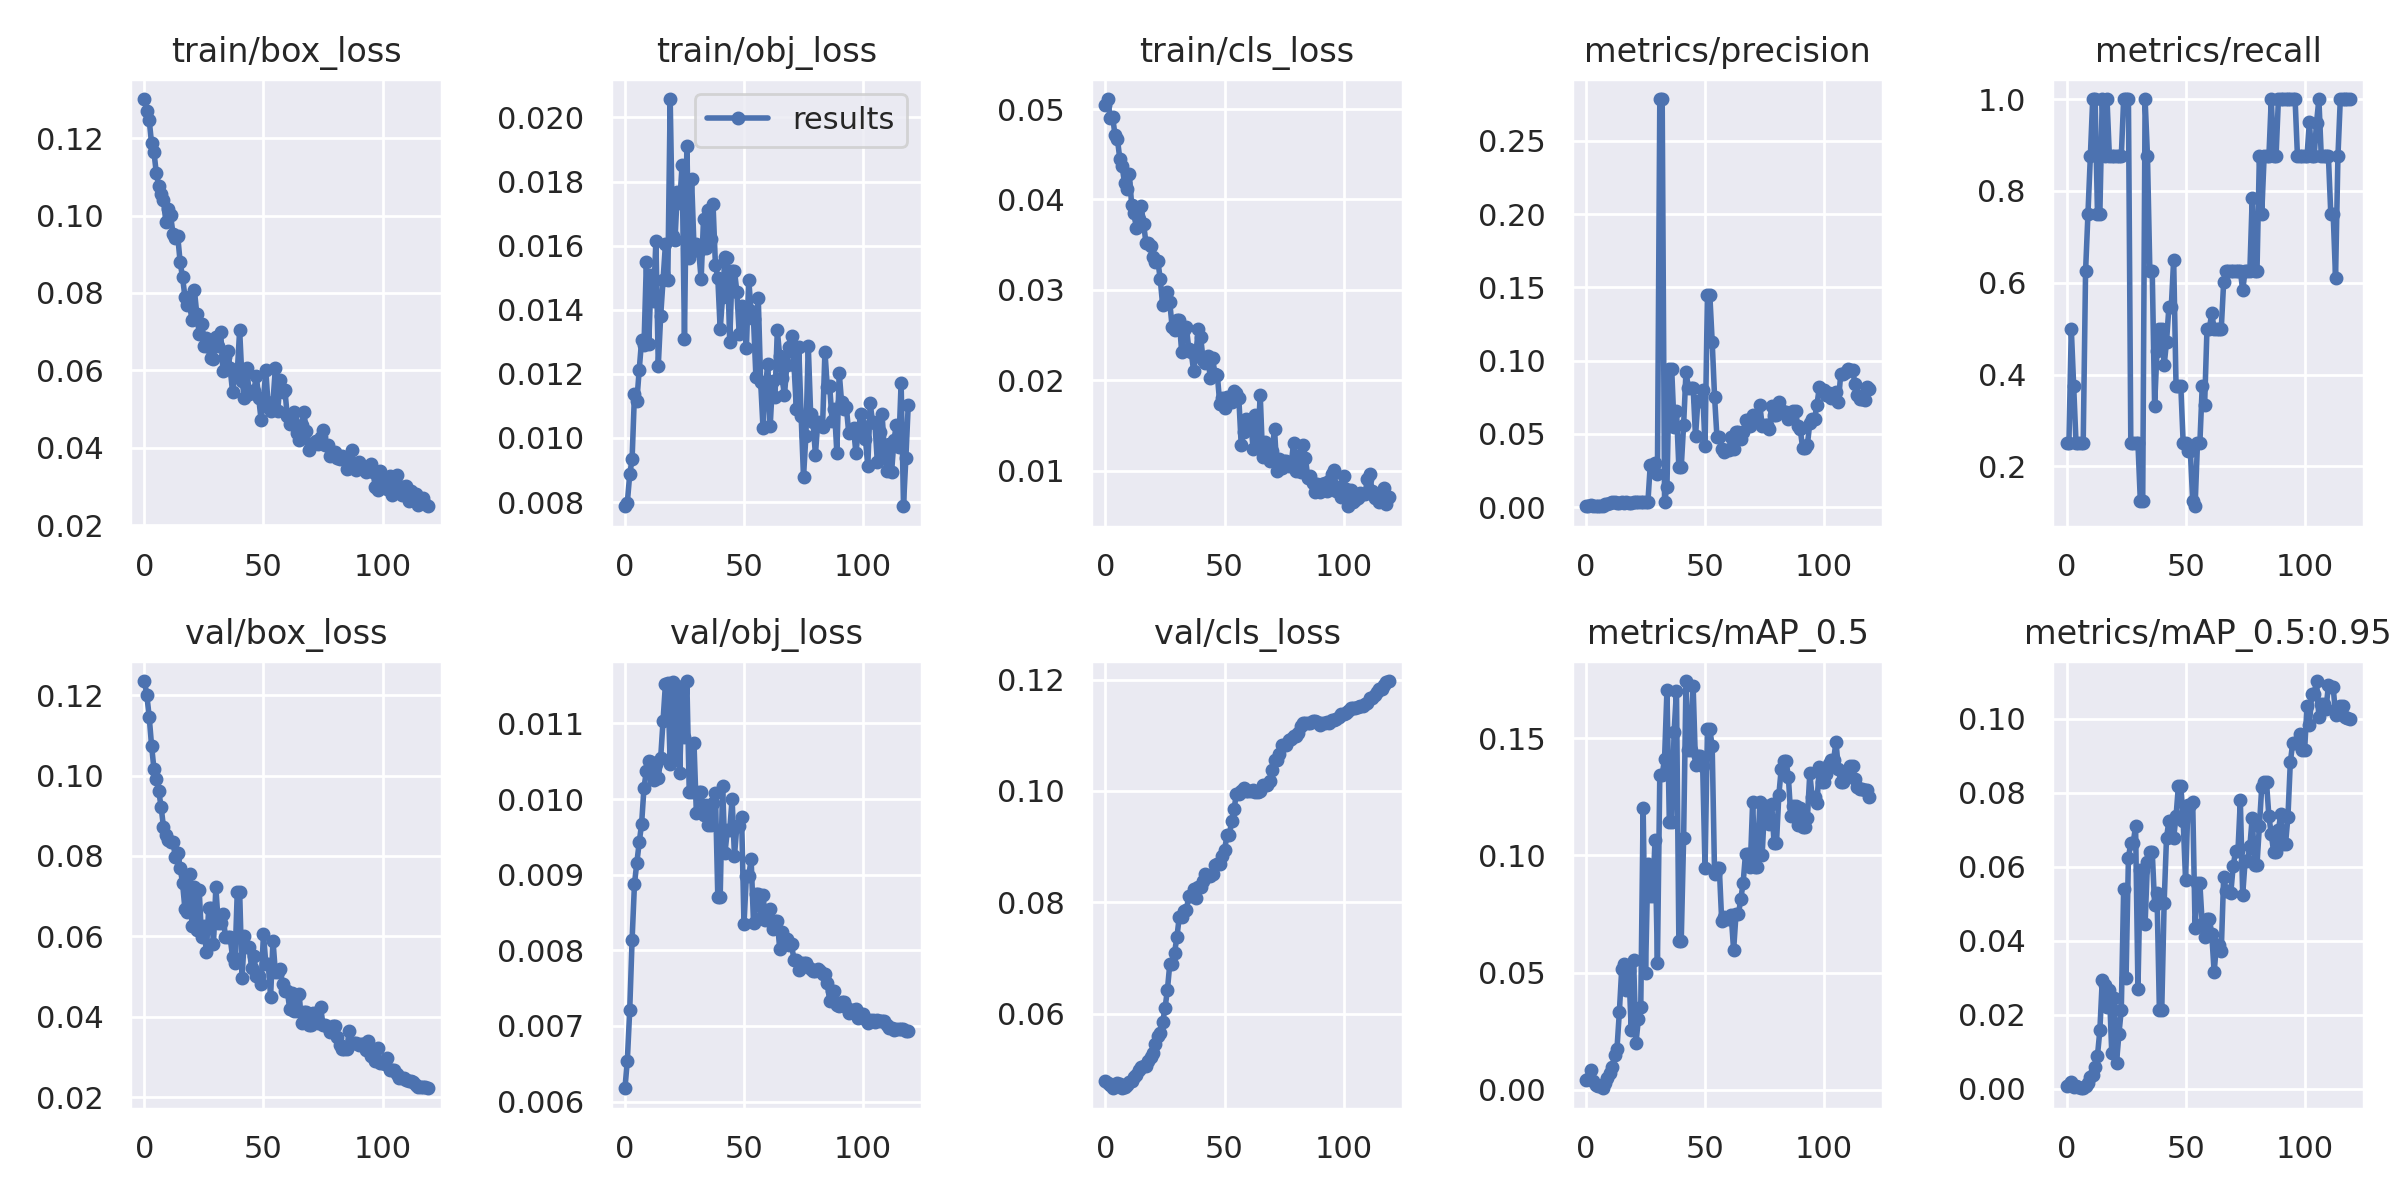 train/box_loss
0.12
0.10
0.08
0.06
0.04
0.02
0 50 100
train/obj_loss
results
0.020
0.018
0.016
0.014
0.012
0.010
0.008
0 50 100
train/cls_loss
0.05
0.04
0.03
0.02
0.01
0 50 100
metrics/precision
0.25
0.20
0.15
0.10
0.05
0.00
0 50 100
metrics/recall
1.0
0.8
0.6
0.4
0.2
0 50 100
val/box_loss
0.12
0.10
0.08
0.06
0.04
0.02
0 50 100
val/obj_loss
0.011
0.010
0.009
0.008
0.007
0.006
0 50 100
val/cls_loss
0.12
0.10
0.08
0.06
0 50 100
metrics/mAP_0.5
0.15
0.10
0.05
0.00
0 50 100
metrics/mAP_0.5:0.95
0.10
0.08
0.06
0.04
0.02
0.00
0 50 100